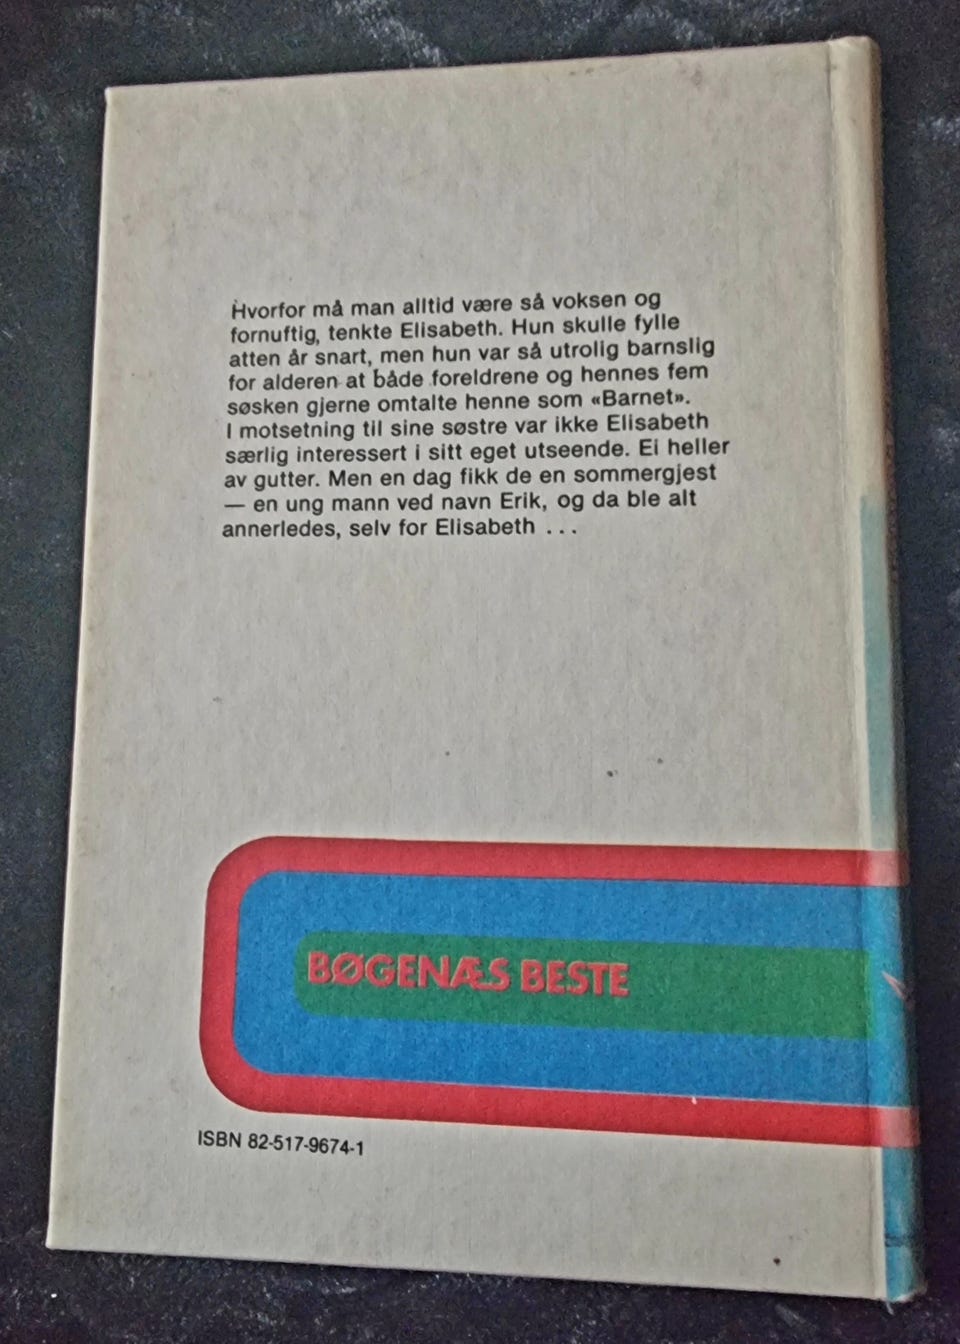 Hvorfor må man alltid være så voksen og
fornuftig, tenkte Elisabeth. Hun skulle fylle
atten år snart, men hun var så utrolig barnslig
for alderen at både foreldrene og hennes fem
søsken gjerne omtalte henne som «Barnet».
I motsetning til sine søstre var ikke Elisabeth
særlig interessert i sitt eget utseende. Ei heller
av gutter. Men en dag fikk de en sommergjest
— en ung mann ved navn Erik, og da ble alt
annerledes, selv for Elisabeth ...
BØGENÆS BESTE
ISBN 82-517-9674-1